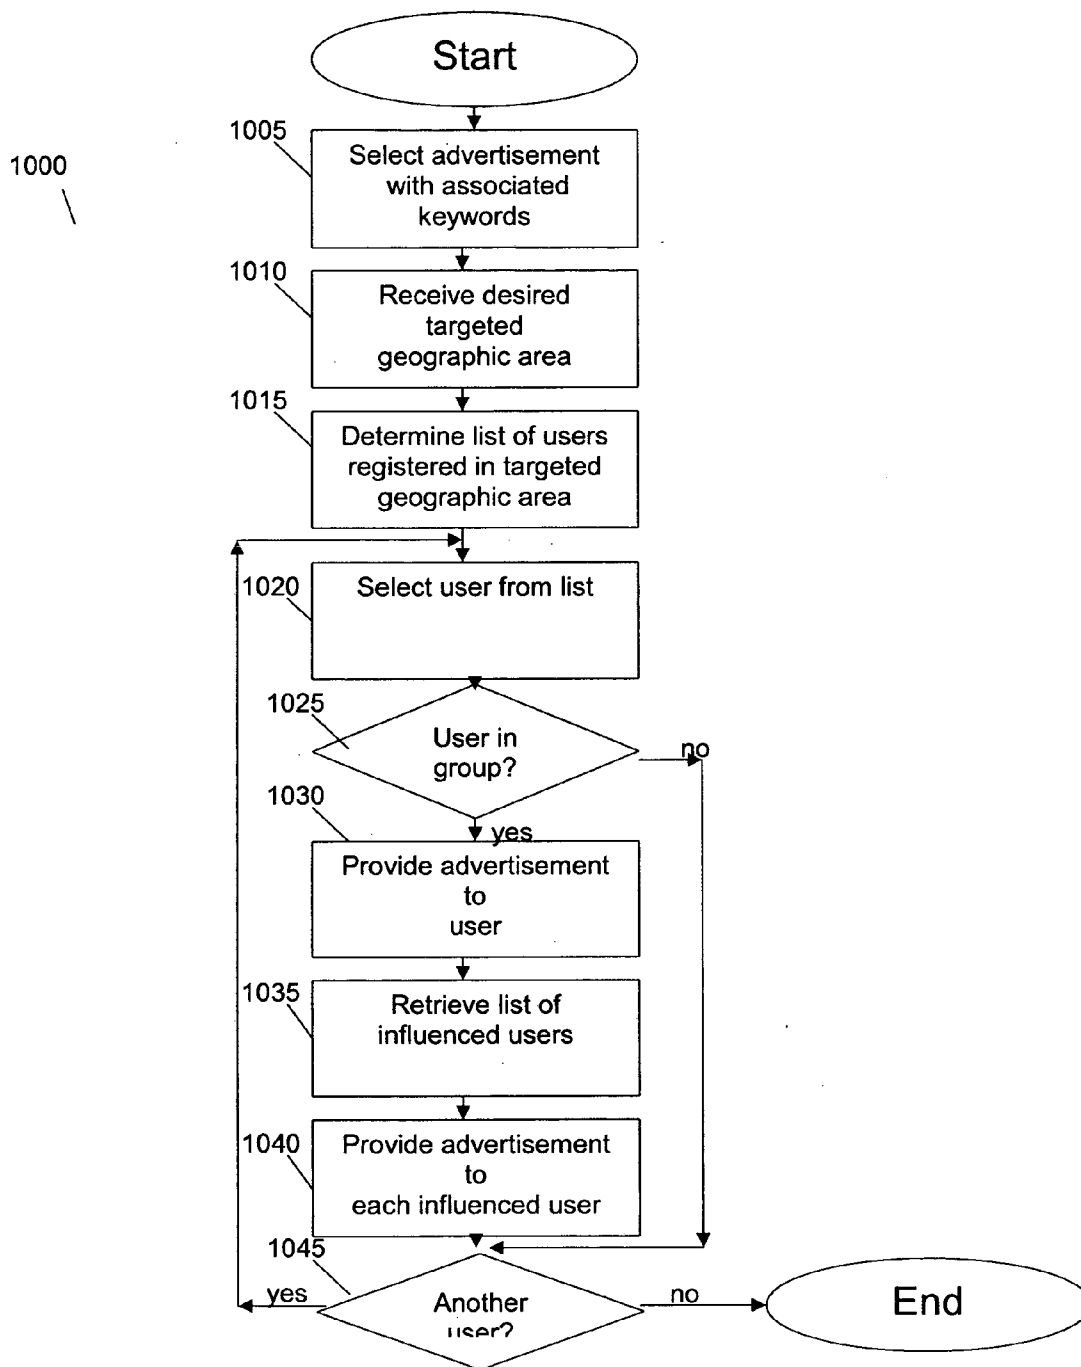 Start
1000
1005
Select advertisement
with associated
keywords
1010
Receive desired
targeted
geographic area
1015
Determine list of users
registered in targeted
geographic area
1020
Select user from list
1025
User in
group?
no
1030
yes
Provide advertisement
to
user
1035
Retrieve list of
influenced users
1040
Provide advertisement
to
each influenced user
1045
yes
Another
user?
no
End